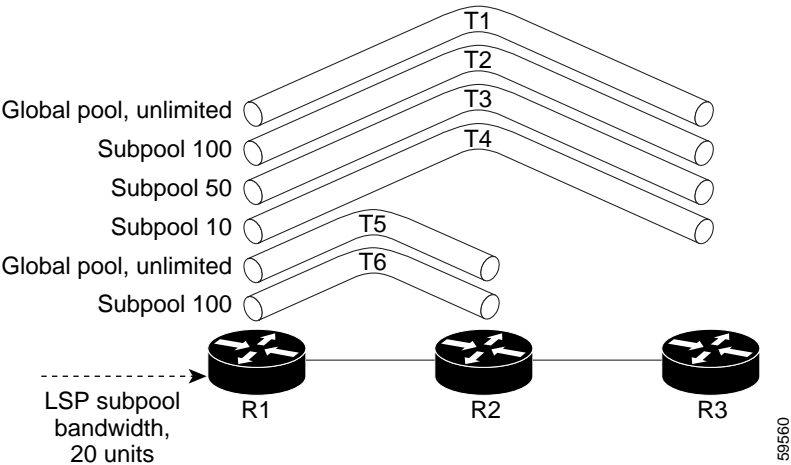 T1
T2
Global pool, unlimited
T3
Subpool 100
T4
Subpool 50
Subpool 10
T5
Global pool, unlimited
T6
Subpool 100
LSP subpool
bandwidth,
20 units
R1
R2
R3
59560